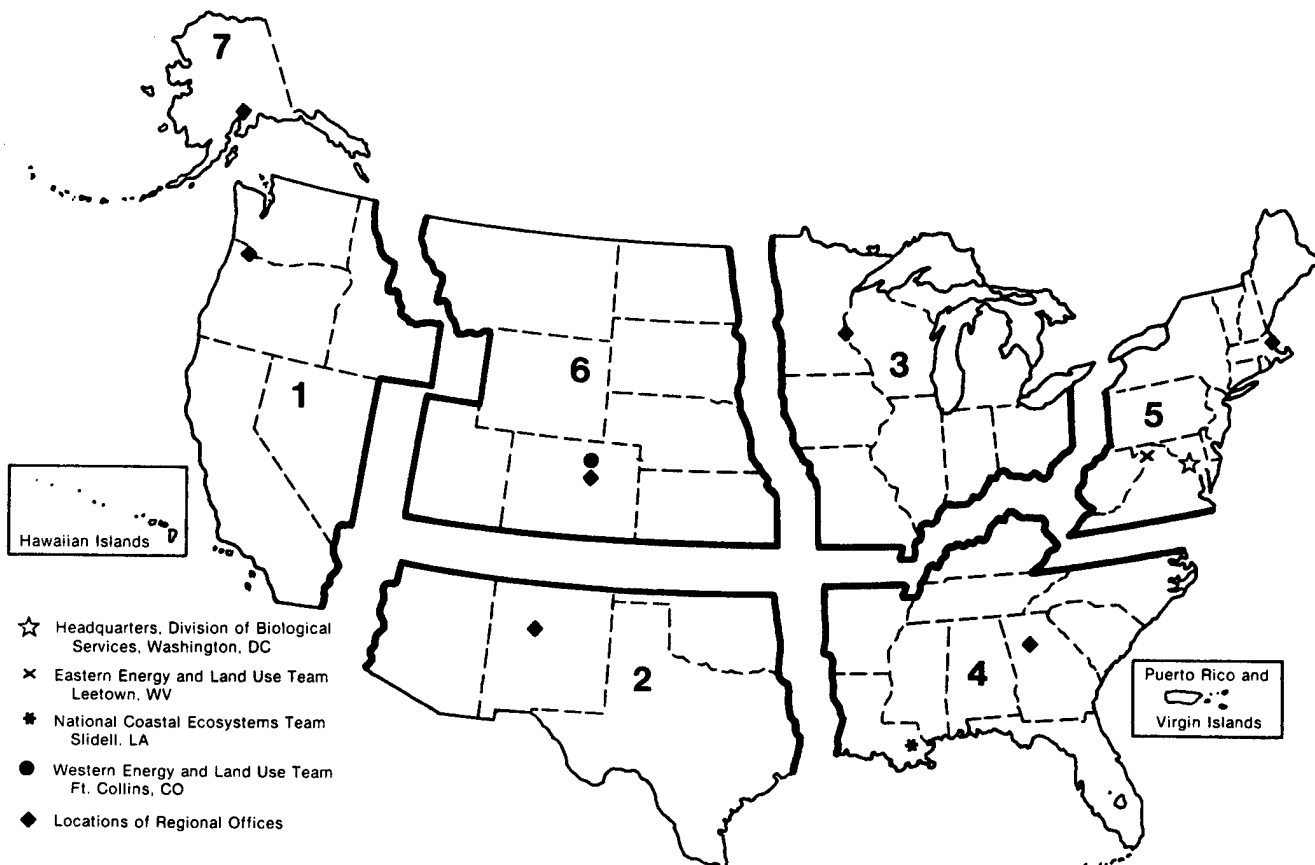 7
6
3
1
5
Hawaiian Islands
2
4
Puerto Rico and
Virgin Islands
Headquarters, Division of Biological
Services, Washington, DC
Eastern Energy and Land Use Team
Leetown, WV
National Coastal Ecosystems Team
Slidell, LA
Western Energy and Land Use Team
Ft. Collins, CO
Locations of Regional Offices